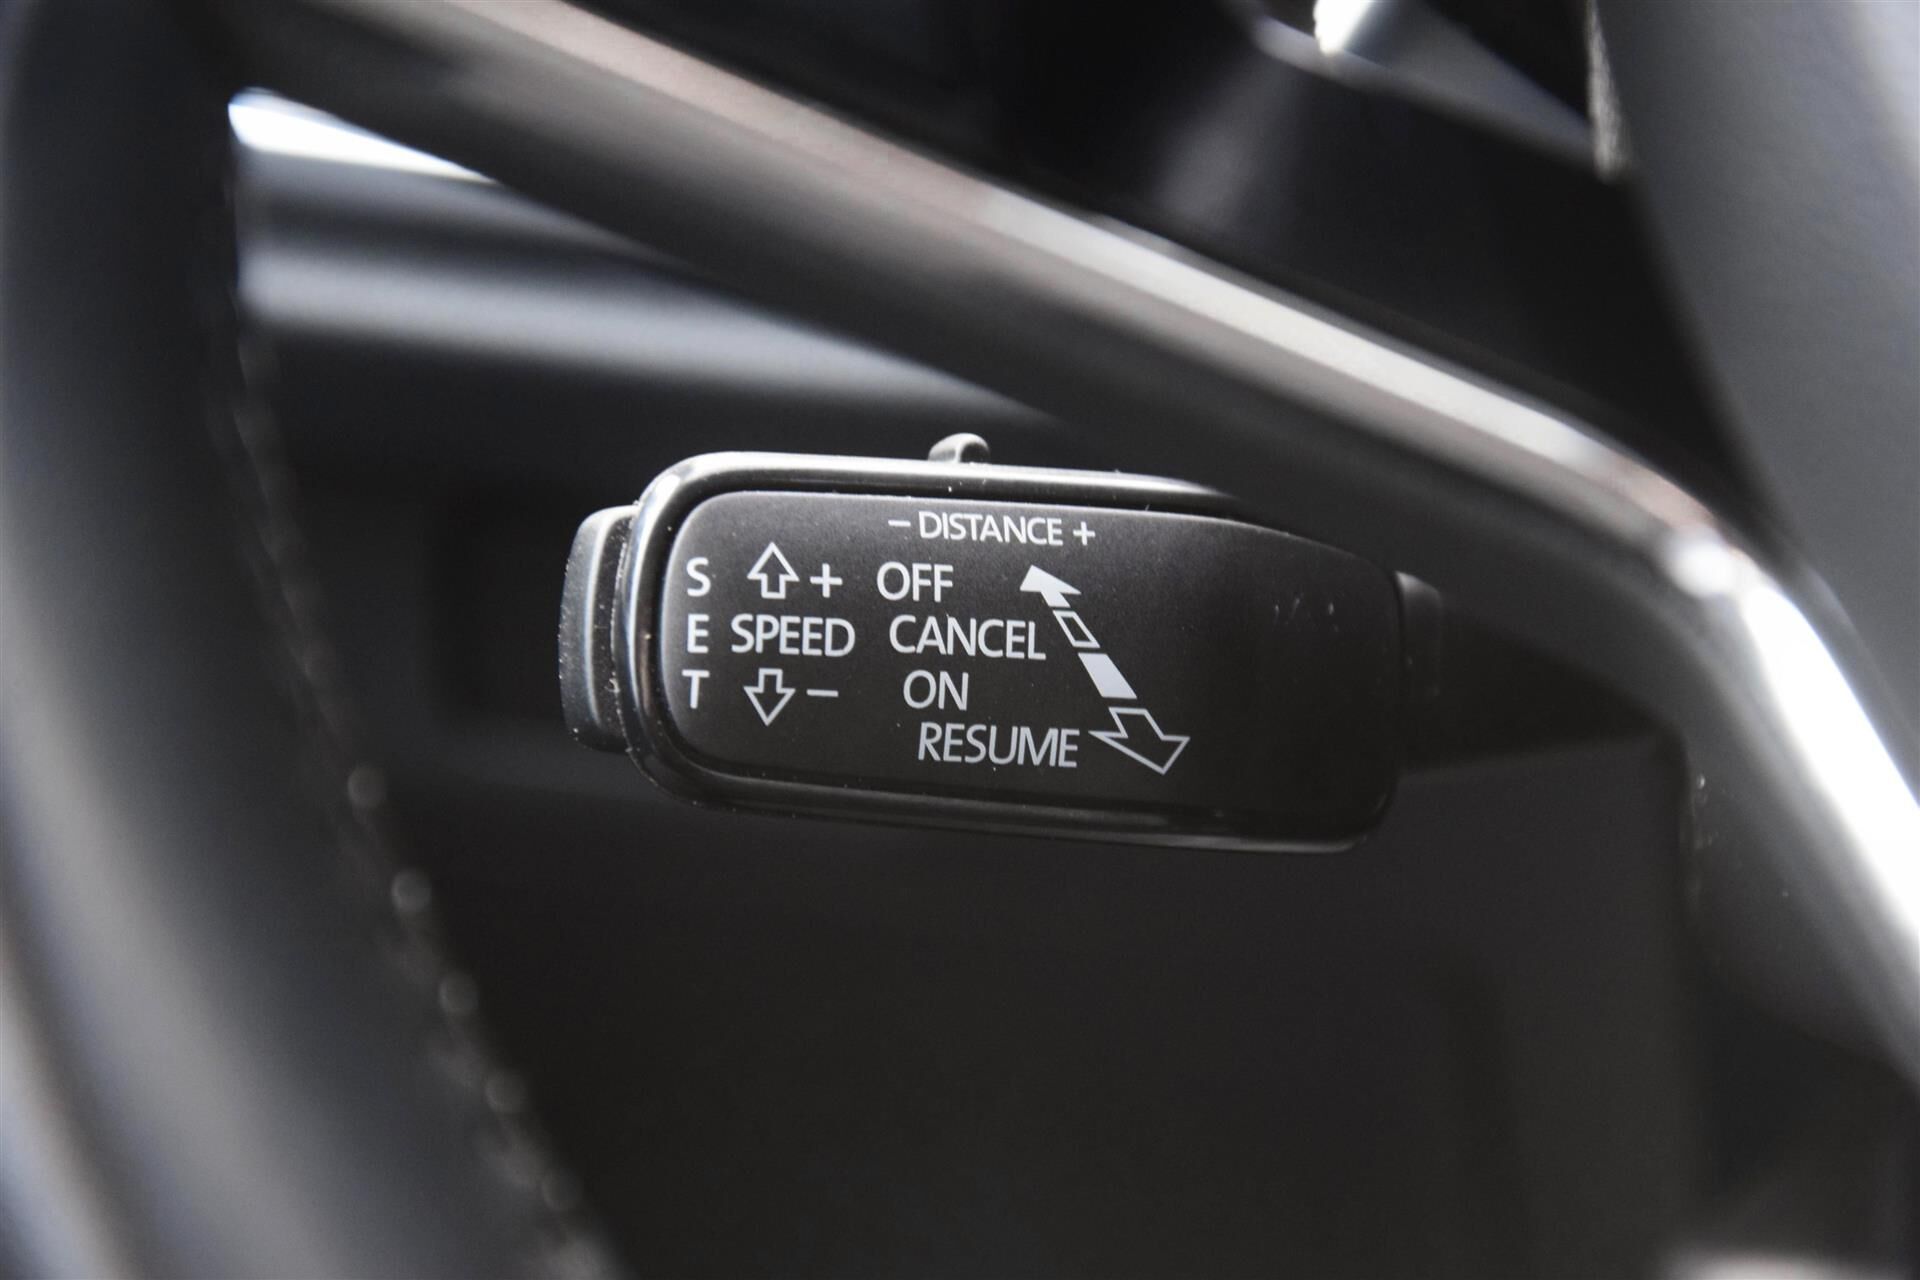 – DISTANCE +
S + OFF
E SPEED CANCEL
T – ON
RESUME